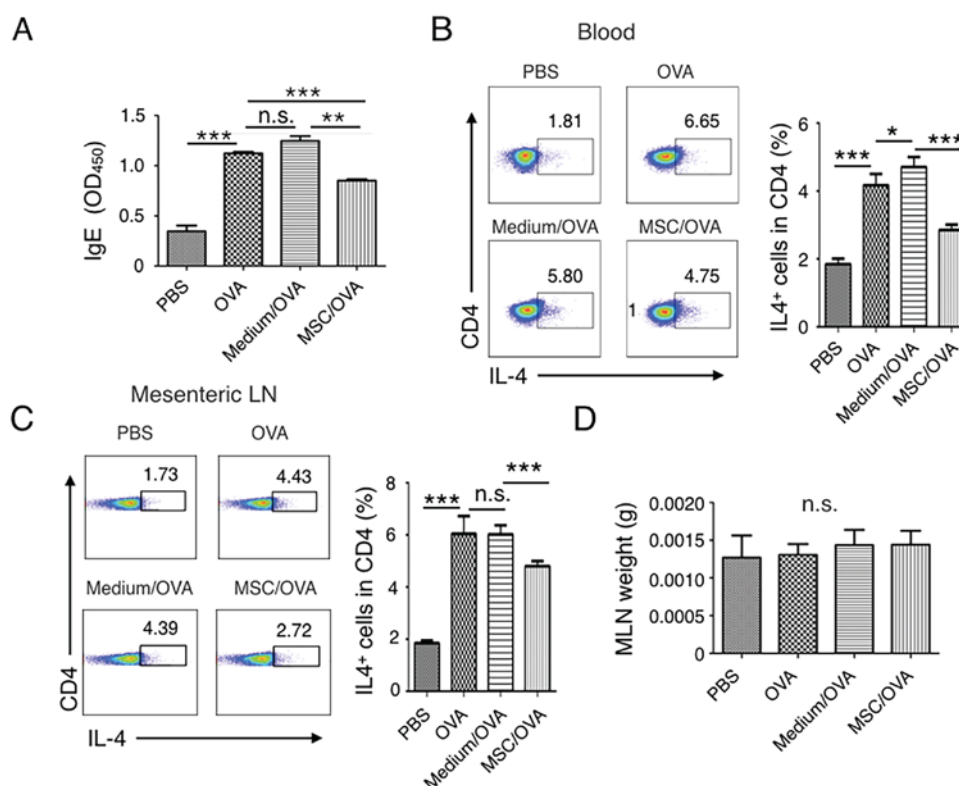 A
IgE (OD450)
1.5
1.0
0.5
0
***
***
n.s.
**
PBS
OVA
Medium/OVA
MSC/OVA
B
Blood
PBS
OVA
1.81
6.65
Medium/OVA
MSC/OVA
5.80
4.75
1
CD4
IL-4
IL4+ cells in CD4 (%)
6
4
2
0
***
*
***
PBS
OVA
Medium/OVA
MSC/OVA
C
Mesenteric LN
PBS
OVA
1.73
4.43
Medium/OVA
MSC/OVA
4.39
2.72
CD4
IL-4
IL4+ cells in CD4 (%)
8
6
4
2
0
***
n.s.
***
PBS
OVA
Medium/OVA
MSC/OVA
D
MLN weight (g)
0.0020
0.0015
0.0010
0.0005
0.000
n.s.
PBS
OVA
Medium/OVA
MSC/OVA